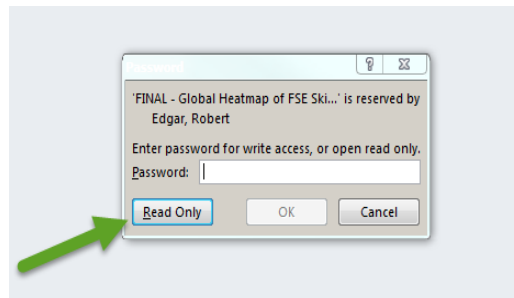 Password
'FINAL - Global Heatmap of FSE Ski...' is reserved by
Edgar, Robert
Enter password for write access, or open read only.
Password:
Read Only OK Cancel